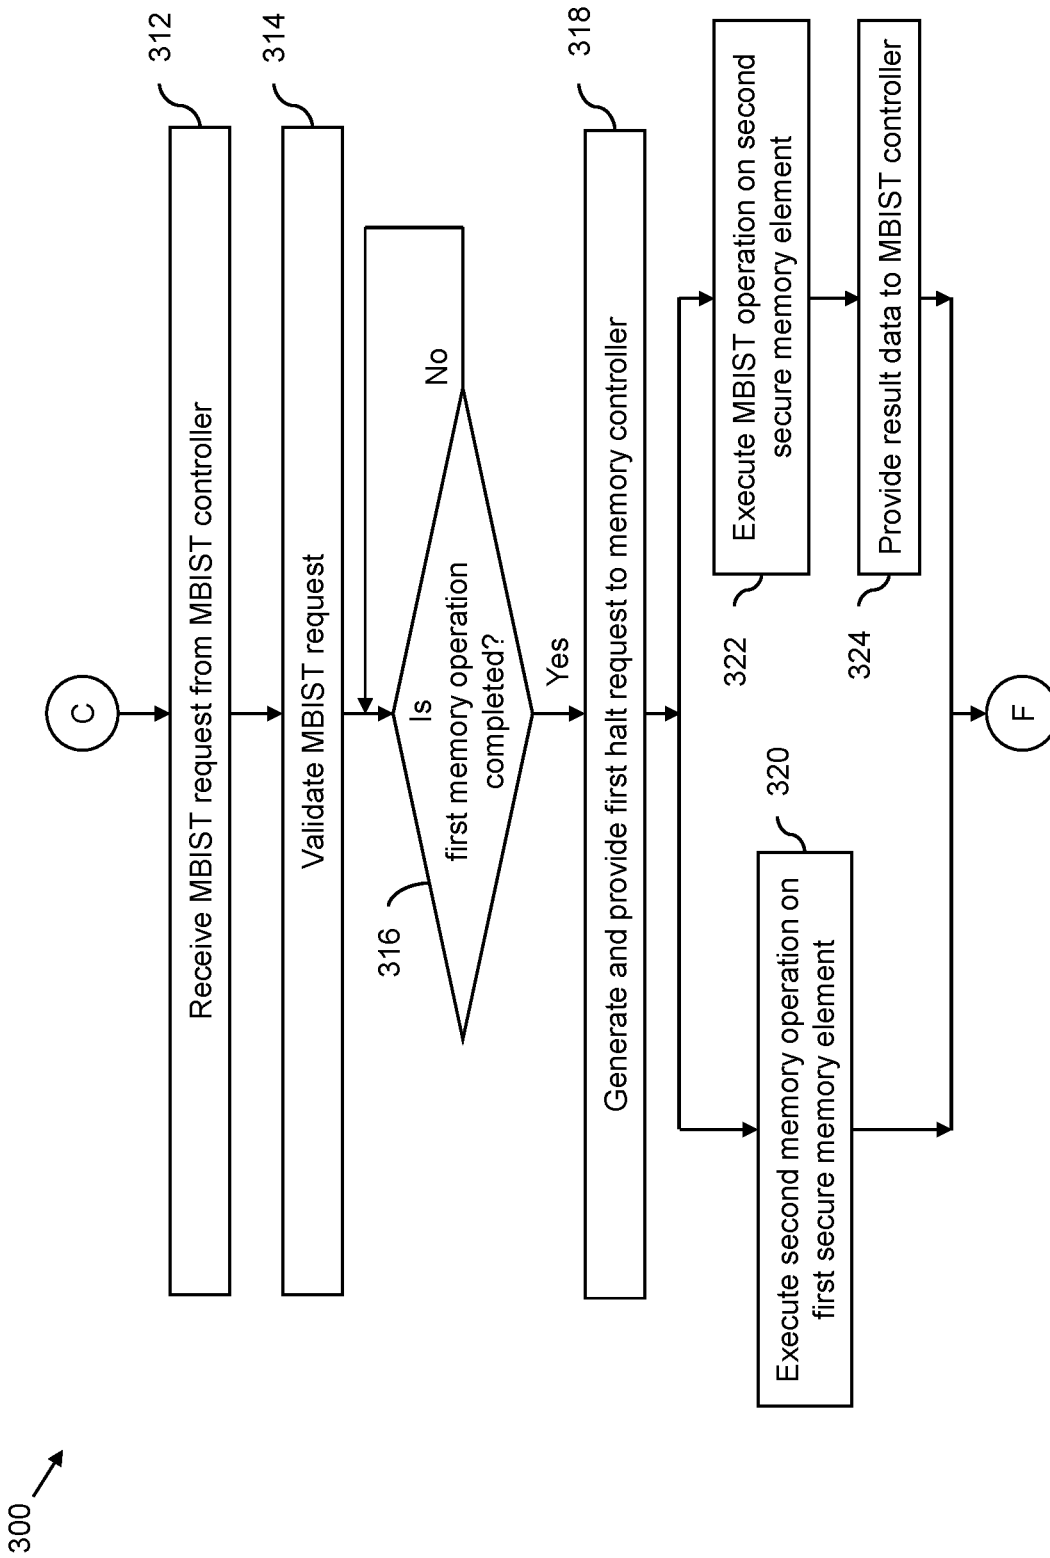 300
C
312
Receive MBIST request from MBIST controller
314
Validate MBIST request
316
Is
first memory operation
completed?
No
Yes
318
Generate and provide first halt request to memory controller
320
Execute second memory operation on
first secure memory element
322
Execute MBIST operation on second
secure memory element
324
Provide result data to MBIST controller
F